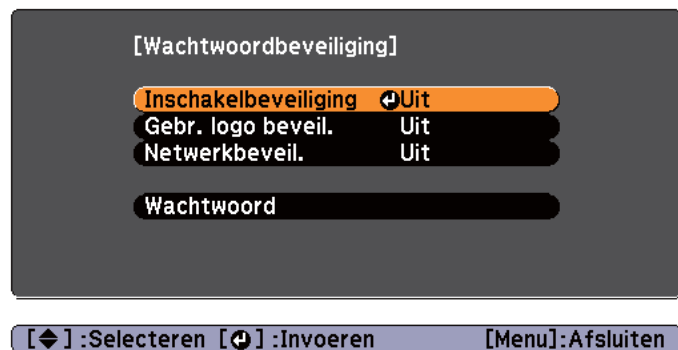 [Wachtwoordbeveiliging]
Inschakelbeveiliging Uit
Gebr. logo beveil. Uit
Netwerkbeveil. Uit
Wachtwoord
[◆] :Selecteren [⏎] :Invoeren [Menu]:Afsluiten